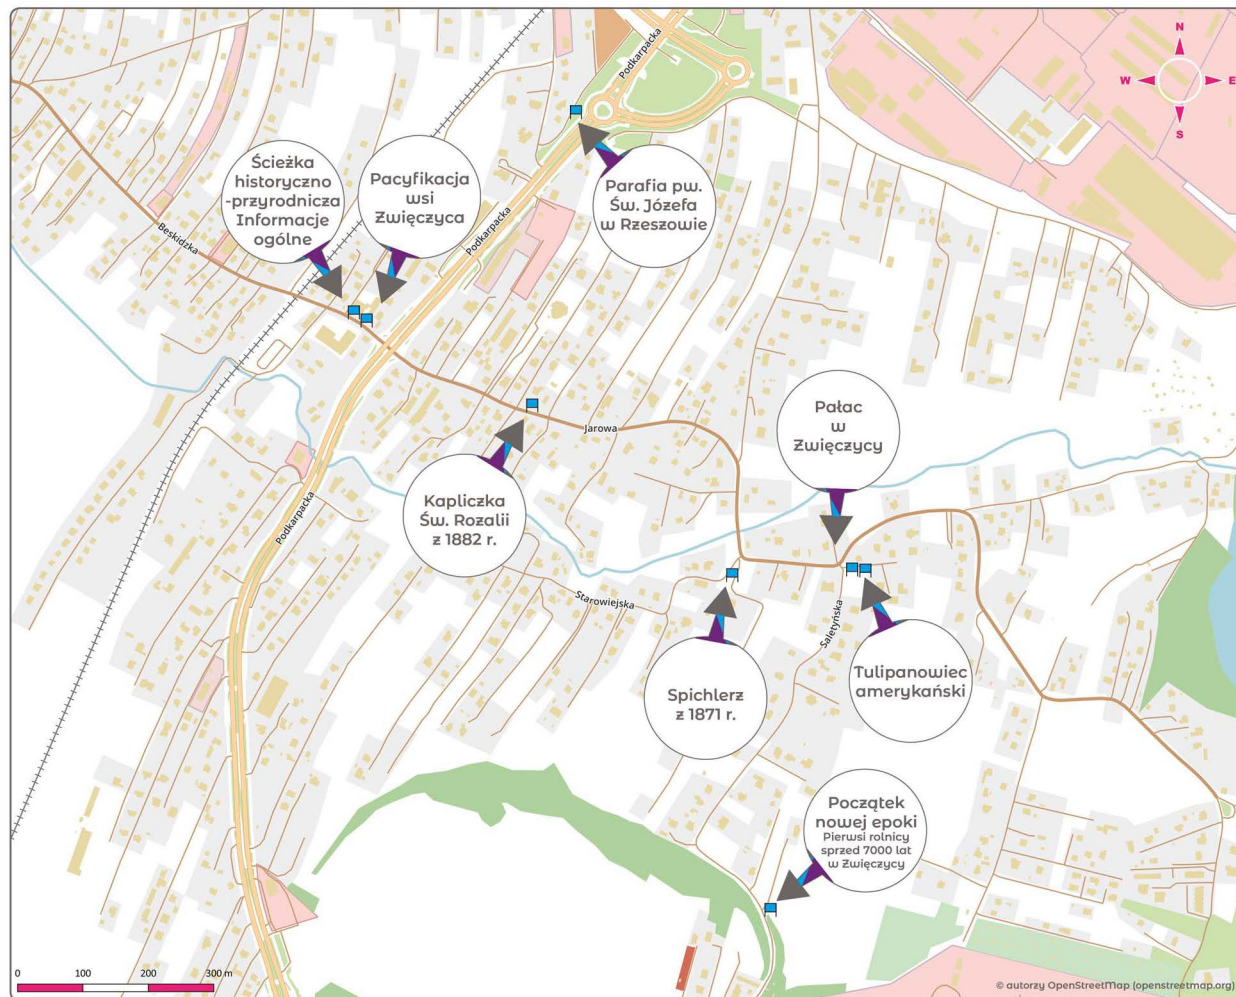 Podkarpacka
N
W
E
S
Ścieżka
historyczno
-przyrodnicza
Informacje
ogólne
Pacyfikacja
wsi
Zwięczyca
Parafia pw.
Św. Józefa
w Rzeszowie
Beskidzka
Podkarpacka
Jarowa
Pałac
w
Zwięczycy
Kapliczka
Św. Rozalii
z 1882 r.
Podkarpacka
Starowiejska
Saletyńska
Spichlerz
z 1871 r.
Tulipanowiec
amerykański
Początek
nowej epoki
Pierwsi rolnicy
sprzed 7000 lat
w Zwięczycy
0 100 200 300 m
© autorzy OpenStreetMap (openstreetmap.org)